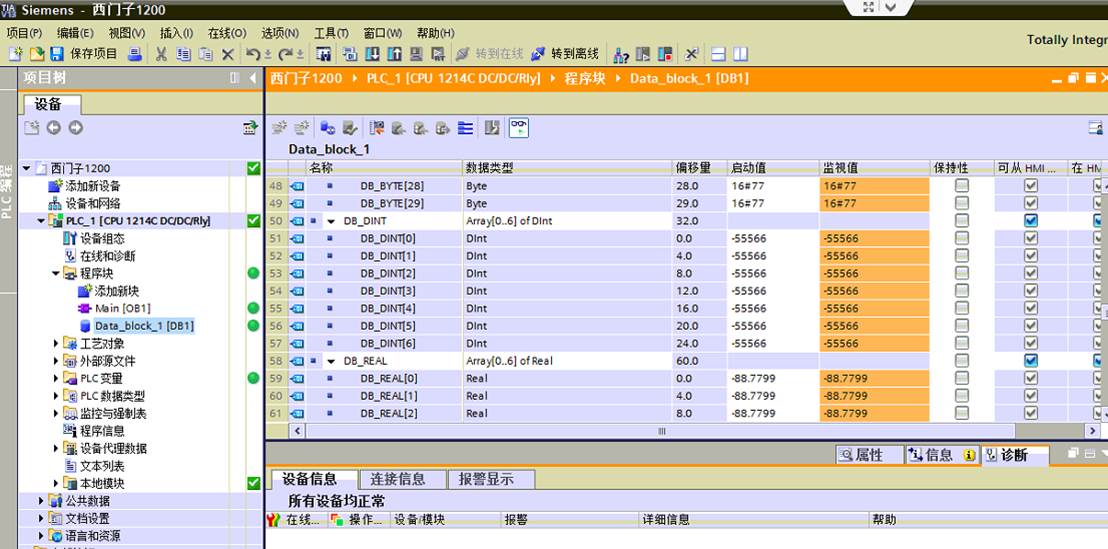 Siemens - 西门子1200
项目(P) 编辑(E) 视图(V) 插入(I) 在线(O) 选项(N) 工具(T) 窗口(W) 帮助(H)
Totally Integr
保存项目 转到在线 转到离线
项目树
西门子1200 PLC_1 [CPU 1214C DC/DC/Rly] 程序块 Data_block_1 [DB1]
设备
PLC 编程
Data_block_1
名称 数据类型 偏移量 启动值 监视值 保持性 可从 HMI ... 在 HM
48 DB_BYTE[28] Byte 28.0 16#77 16#77
49 DB_BYTE[29] Byte 29.0 16#77 16#77
50 DB_DINT Array[0..6] of DInt 32.0
51 DB_DINT[0] DInt 0.0 -55566 -55566
52 DB_DINT[1] DInt 4.0 -55566 -55566
53 DB_DINT[2] DInt 8.0 -55566 -55566
54 DB_DINT[3] DInt 12.0 -55566 -55566
55 DB_DINT[4] DInt 16.0 -55566 -55566
56 DB_DINT[5] DInt 20.0 -55566 -55566
57 DB_DINT[6] DInt 24.0 -55566 -55566
58 DB_REAL Array[0..6] of Real 60.0
59 DB_REAL[0] Real 0.0 -88.7799 -88.7799
60 DB_REAL[1] Real 4.0 -88.7799 -88.7799
61 DB_REAL[2] Real 8.0 -88.7799 -88.7799
西门子1200
添加新设备
设备和网络
PLC_1 [CPU 1214C DC/DC/Rly]
设备组态
在线和诊断
程序块
添加新块
Main [OB1]
Data_block_1 [DB1]
工艺对象
外部源文件
PLC 变量
PLC 数据类型
监控与强制表
程序信息
设备代理数据
文本列表
本地模块
公共数据
文档设置
语言和资源
属性 信息 诊断
设备信息 连接信息 报警显示
所有设备均正常
在线... 操作... 设备/模块 报警 详细信息 帮助